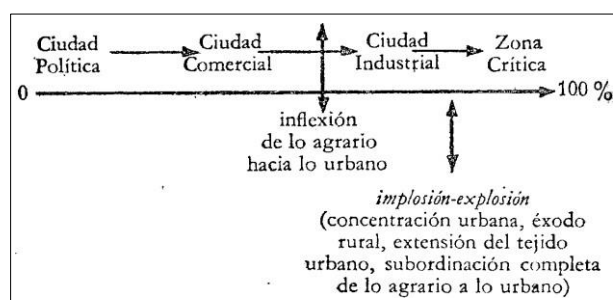 Ciudad Política
Ciudad Comercial
Ciudad Industrial
Zona Crítica
0
100 %
inflexión
de lo agrario
hacia lo urbano
implosión-explosión
(concentración urbana, éxodo
rural, extensión del tejido
urbano, subordinación completa
de lo agrario a lo urbano)